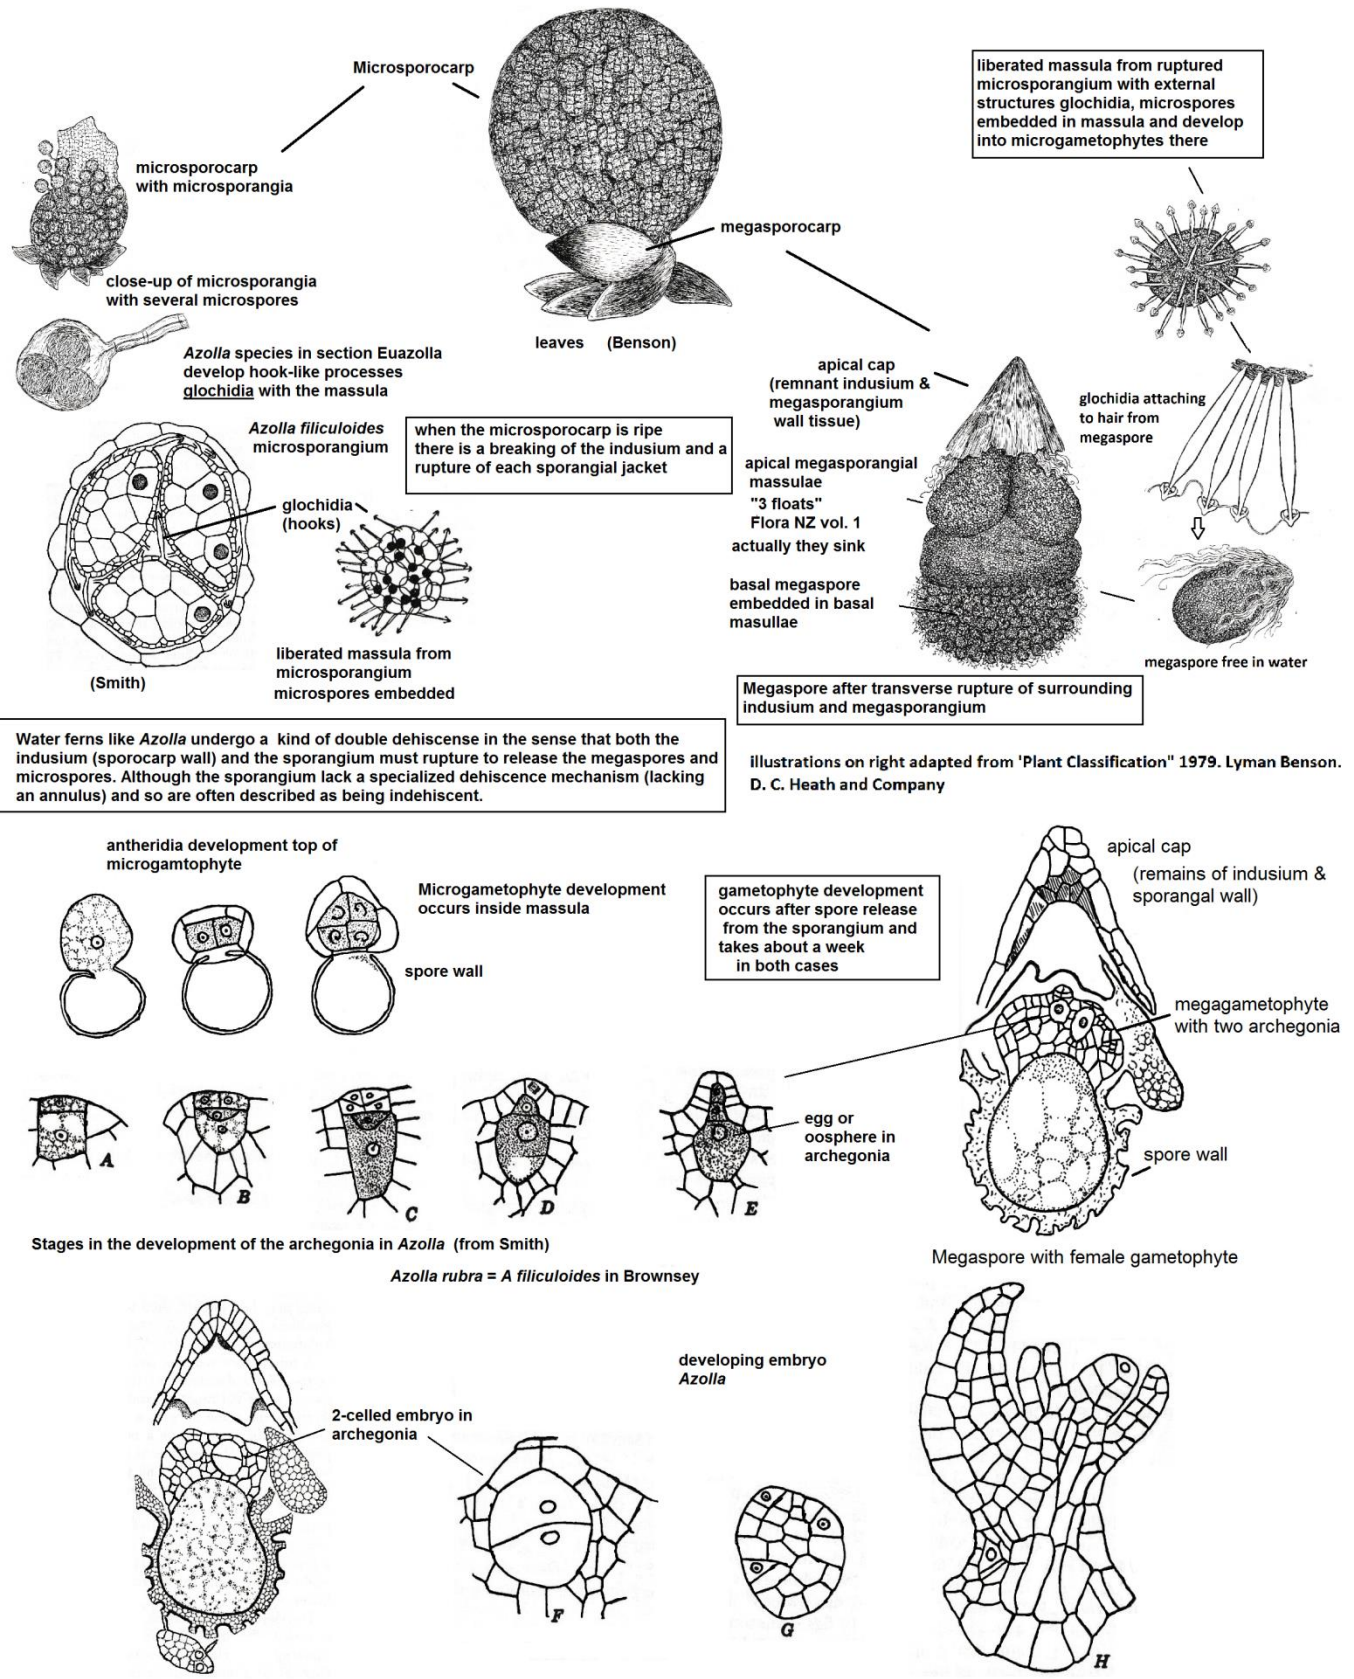 Microsporocarp
liberated massula from ruptured
microsporangium with external
structures glochidia, microspores
embedded in massula and develop
into microgametophytes there
microsporocarp
with microsporangia
megasporocarp
close-up of microsporangia
with several microspores
leaves (Benson)
Azolla species in section Euazolla
develop hook-like processes
glochidia with the massula
apical cap
(remnant indusium &
megasporangium
wall tissue)
glochidia attaching
to hair from
megaspore
Azolla filiculoides
microsporangium
when the microsporocarp is ripe
there is a breaking of the indusium and a
rupture of each sporangial jacket
apical megasporangial
massulae
"3 floats"
Flora NZ vol. 1
actually they sink
glochidia
(hooks)
basal megaspore
embedded in basal
masullae
liberated massula from
microsporangium
microspores embedded
(Smith)
megaspore free in water
Megaspore after transverse rupture of surrounding
indusium and megasporangium
Water ferns like Azolla undergo a kind of double dehiscense in the sense that both the
indusium (sporocarp wall) and the sporangium must rupture to release the megaspores and
microspores. Although the sporangium lack a specialized dehiscence mechanism (lacking
an annulus) and so are often described as being indehiscent.
illustrations on right adapted from 'Plant Classification" 1979. Lyman Benson.
D. C. Heath and Company
antheridia development top of
microgamtophyte
Microgametophyte development
occurs inside massula
spore wall
gametophyte development
occurs after spore release
from the sporangium and
takes about a week
in both cases
apical cap
(remains of indusium &
sporangal wall)
megagametophyte
with two archegonia
egg or
oosphere in
archegonia
spore wall
A
B
C
D
E
Stages in the development of the archegonia in Azolla (from Smith)
Megaspore with female gametophyte
Azolla rubra = A filiculoides in Brownsey
developing embryo
Azolla
2-celled embryo in
archegonia
F
G
H